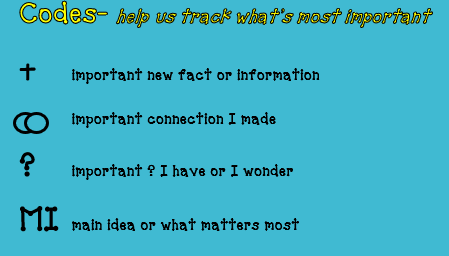 Codes- help us track what's most important
† important new fact or information
important connection I made
? important ? I have or I wonder
MI main idea or what matters most